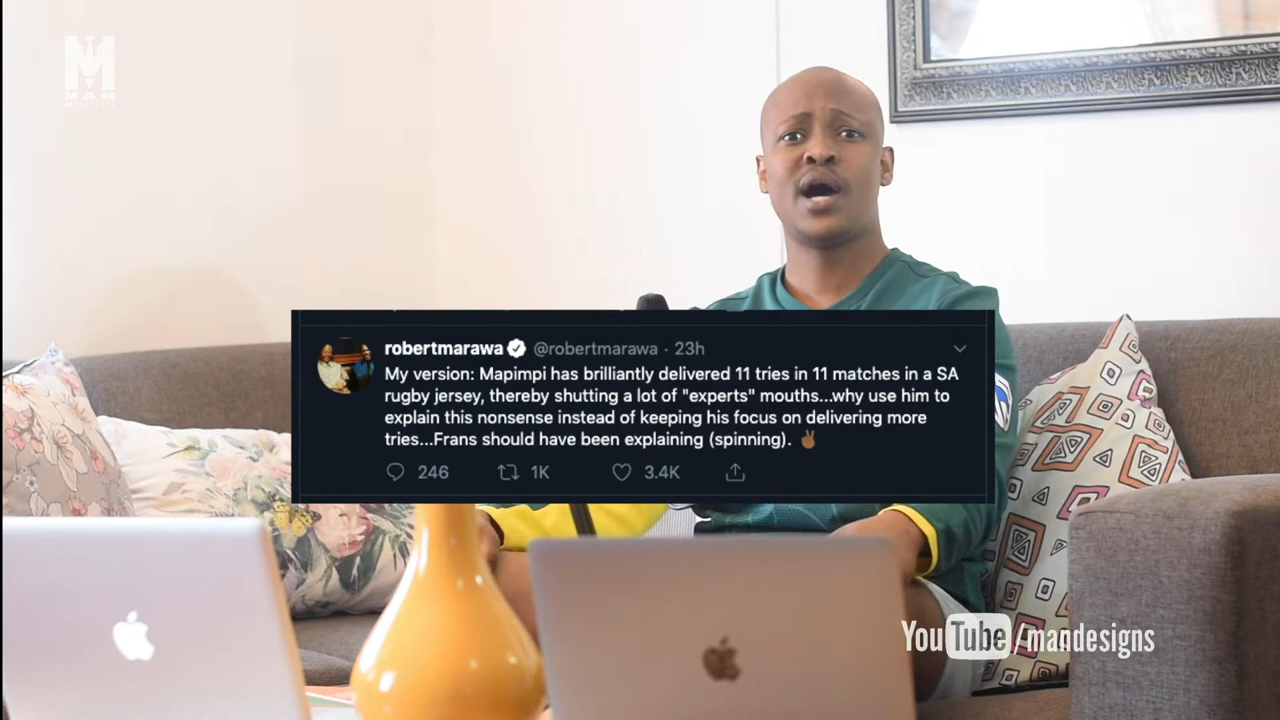 MAN
robertmarawa @robertmarawa · 23h
My version: Mapimpi has brilliantly delivered 11 tries in 11 matches in a SA
rugby jersey, thereby shutting a lot of "experts" mouths...why use him to
explain this nonsense instead of keeping his focus on delivering more
tries...Frans should have been explaining (spinning). ✌🏾
246 1K 3.4K
YouTube/mandesigns